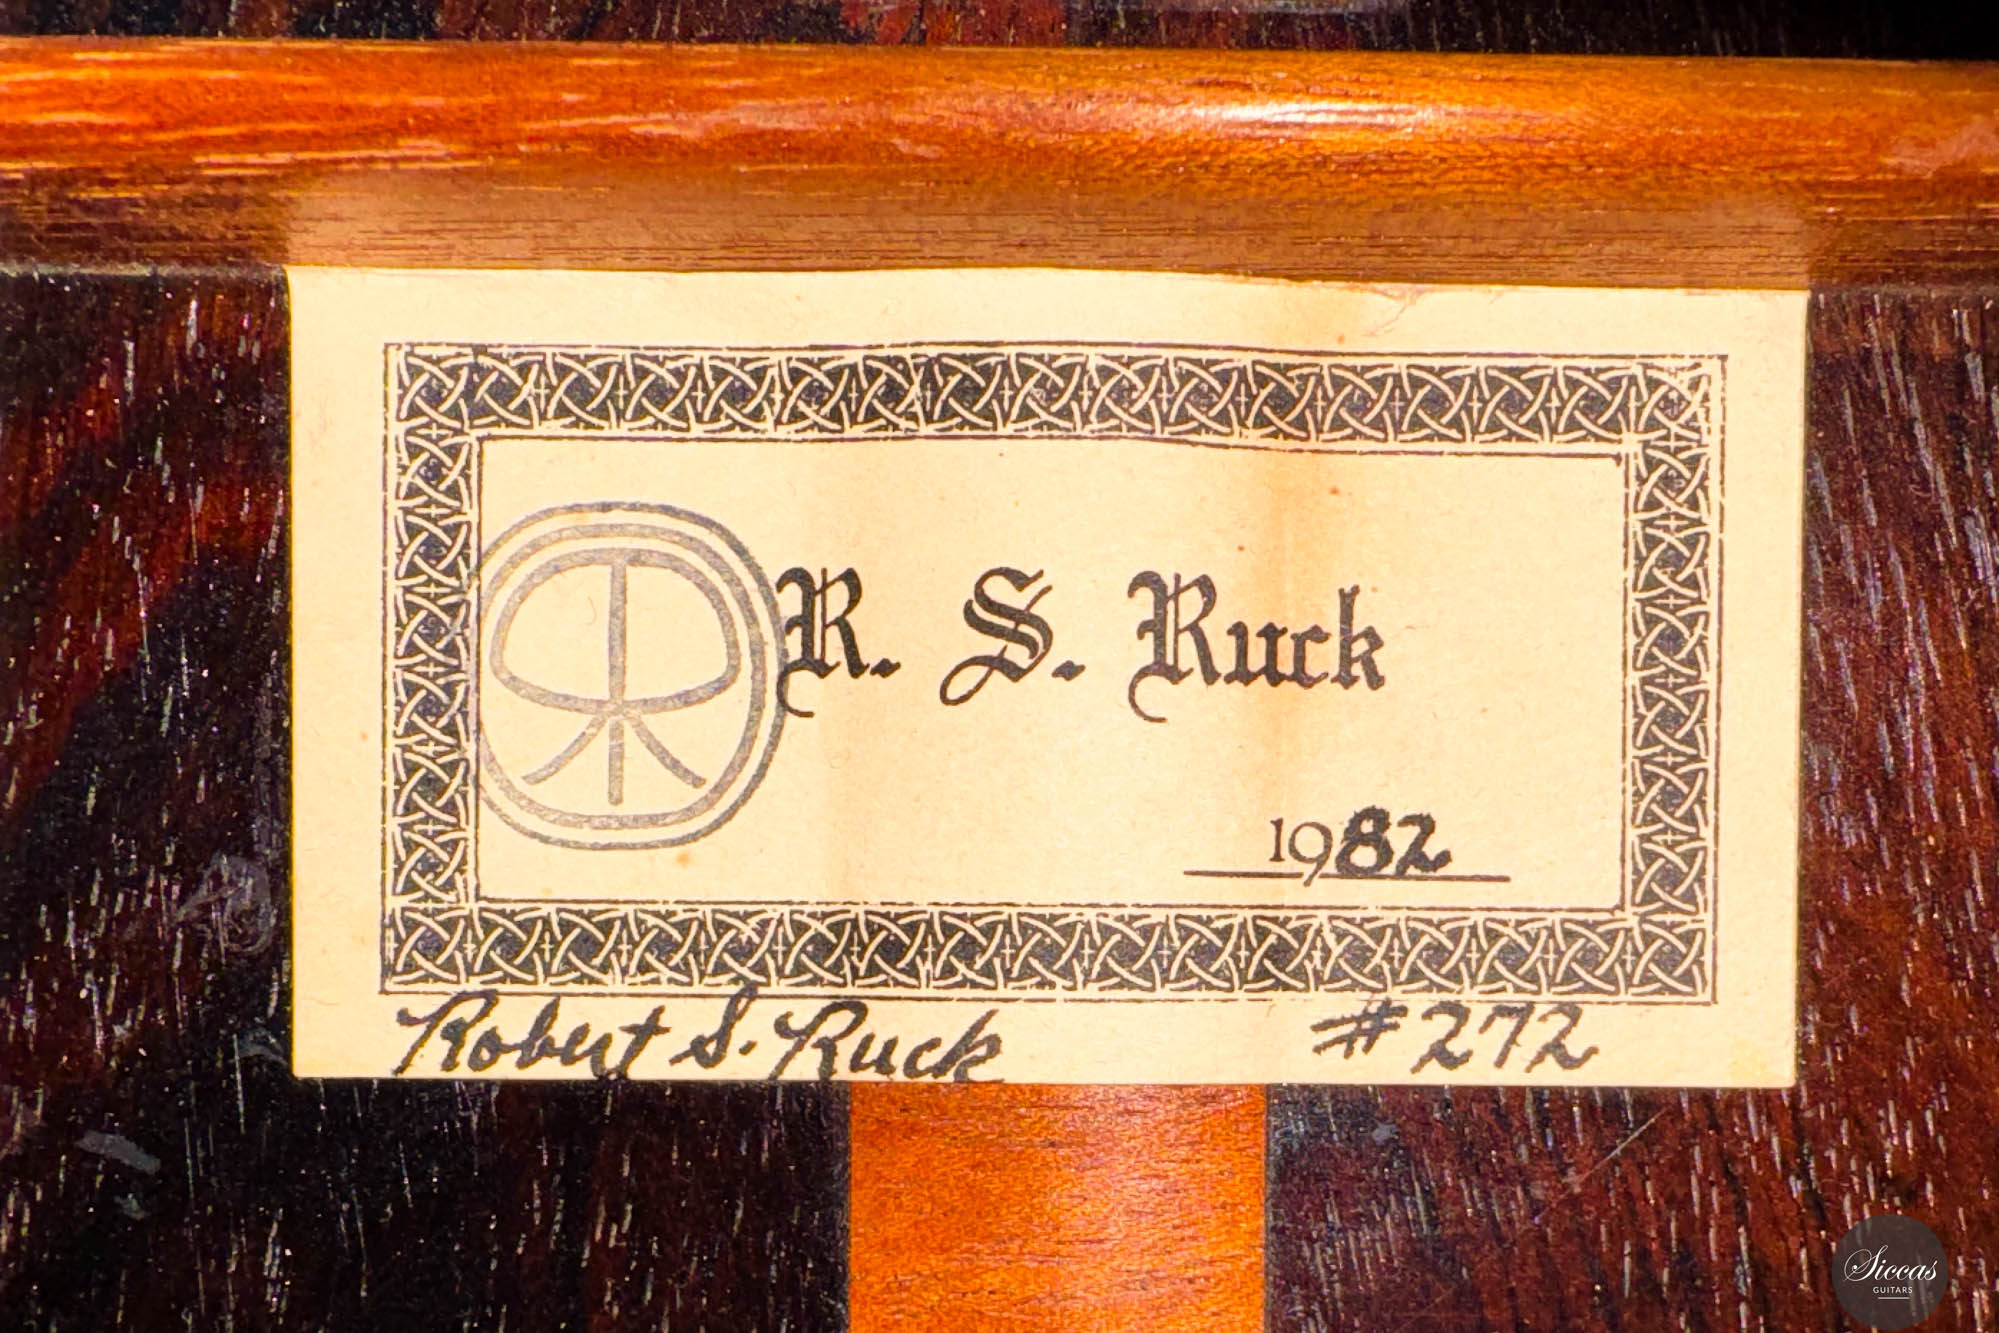 R. S. Ruck
1982
Robert S. Ruck #272
Siccas
GUITARS